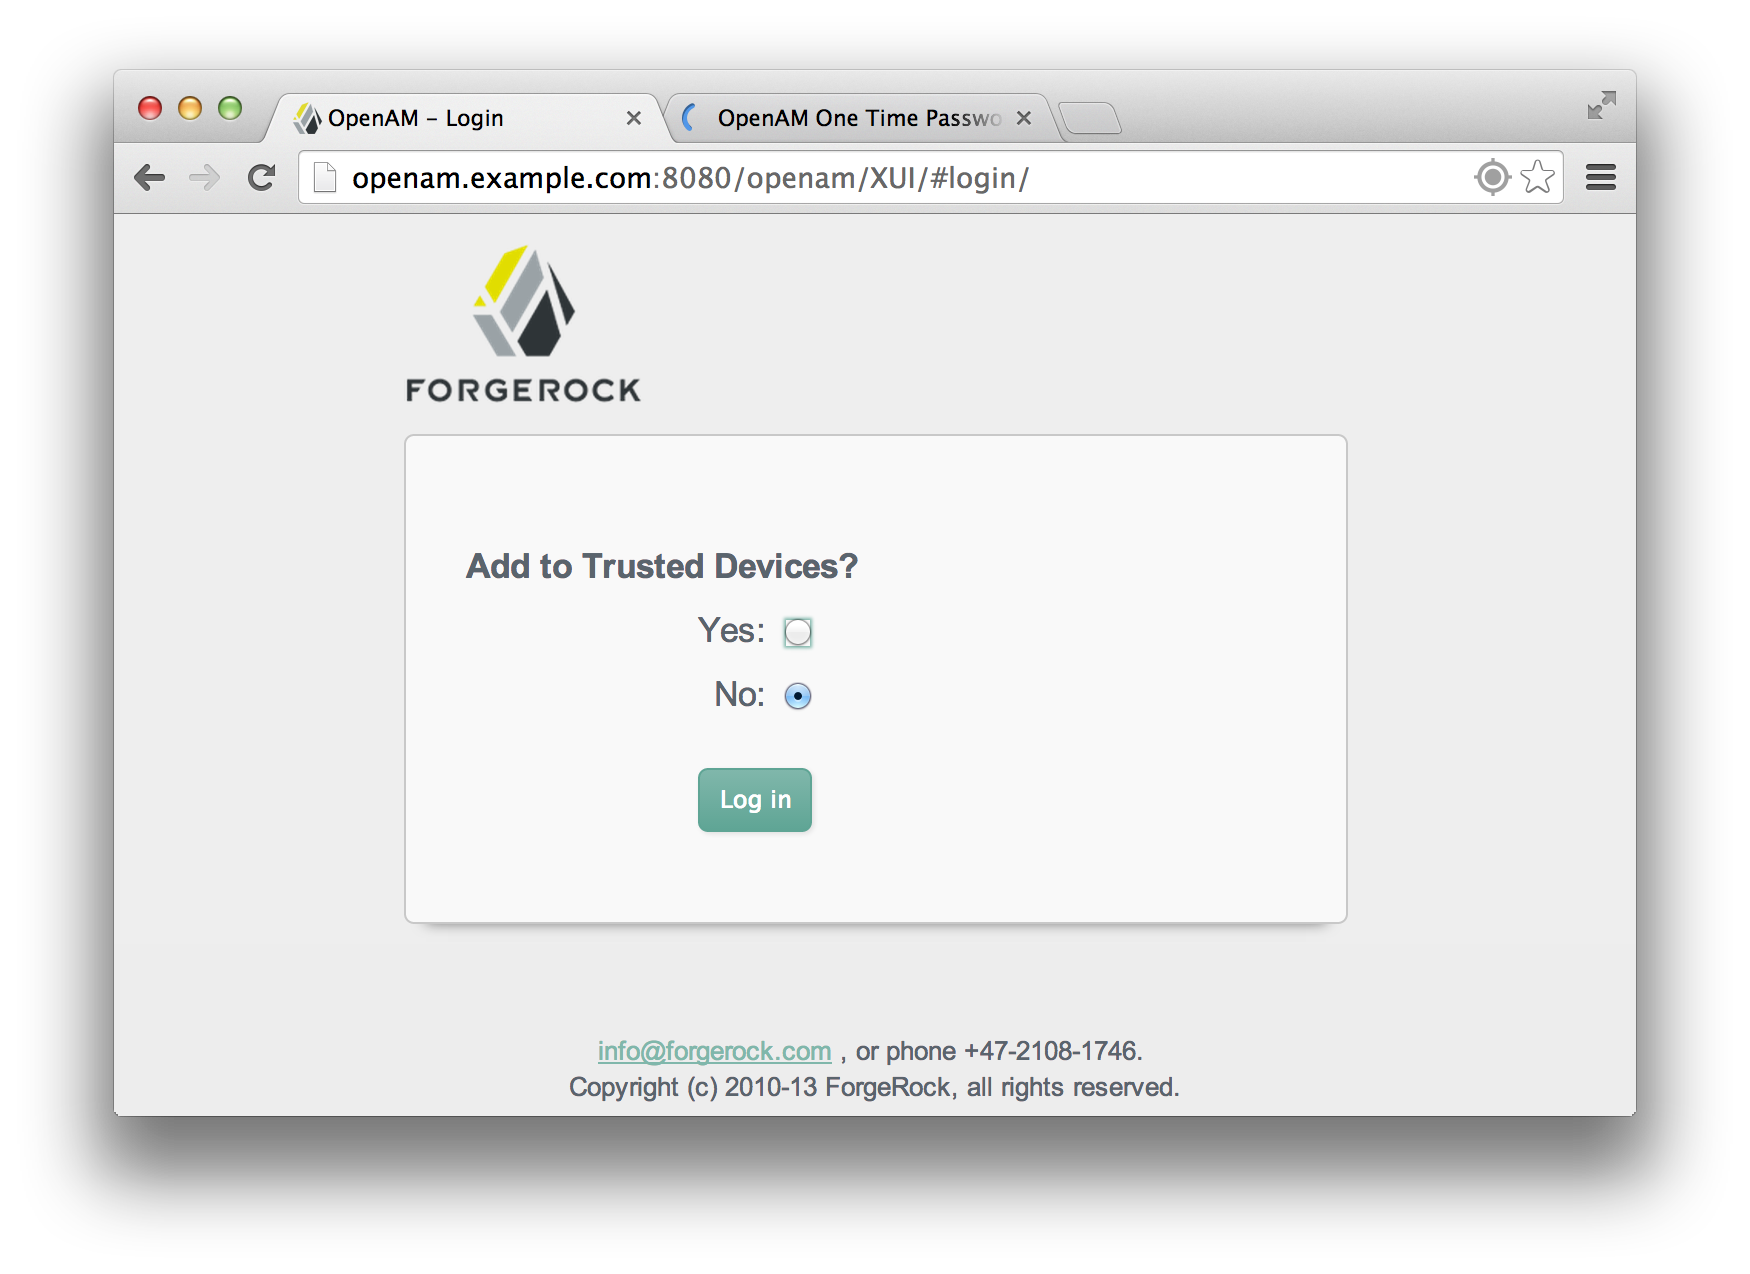 OpenAM – Login
OpenAM One Time Passwo
openam.example.com:8080/openam/XUI/#login/
FORGEROCK
Add to Trusted Devices?
Yes:
No:
Log in
info@forgerock.com , or phone +47-2108-1746.
Copyright (c) 2010-13 ForgeRock, all rights reserved.